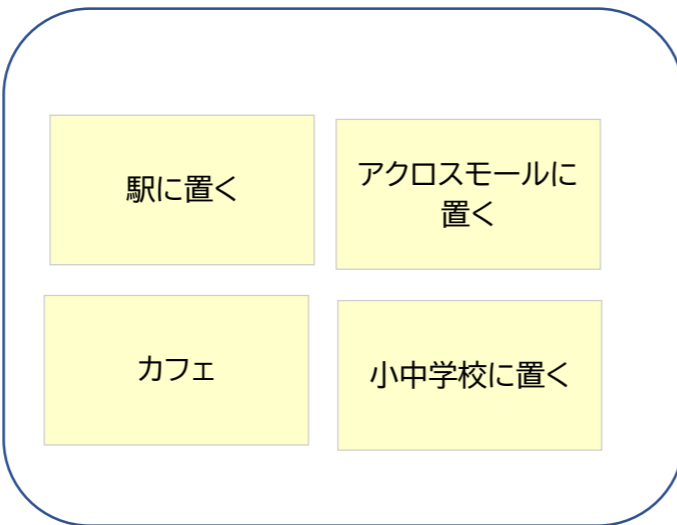 駅に置く
アクロスモールに
置く
カフェ
小中学校に置く